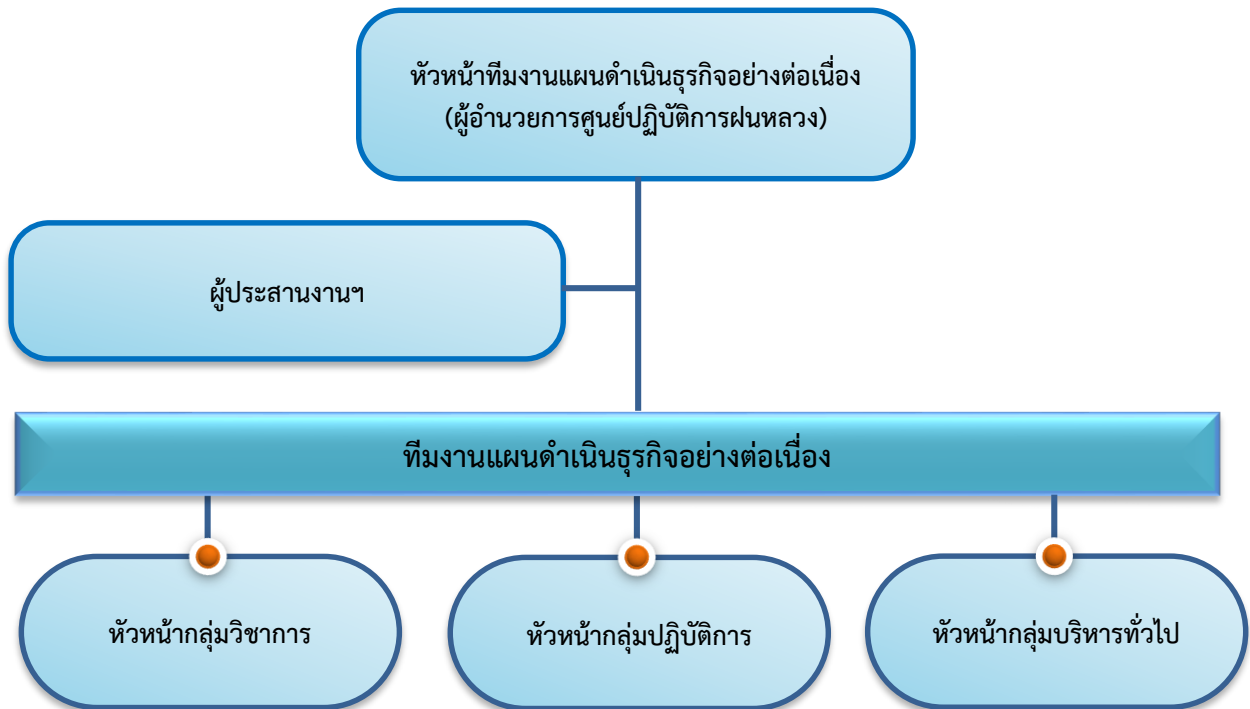 หัวหน้าทีมงานแผนดำเนินธุรกิจอย่างต่อเนื่อง
(ผู้อำนวยการศูนย์ปฏิบัติการฝนหลวง)
ผู้ประสานงานฯ
ทีมงานแผนดำเนินธุรกิจอย่างต่อเนื่อง
หัวหน้ากลุ่มวิชาการ
หัวหน้ากลุ่มปฏิบัติการ
หัวหน้ากลุ่มบริหารทั่วไป